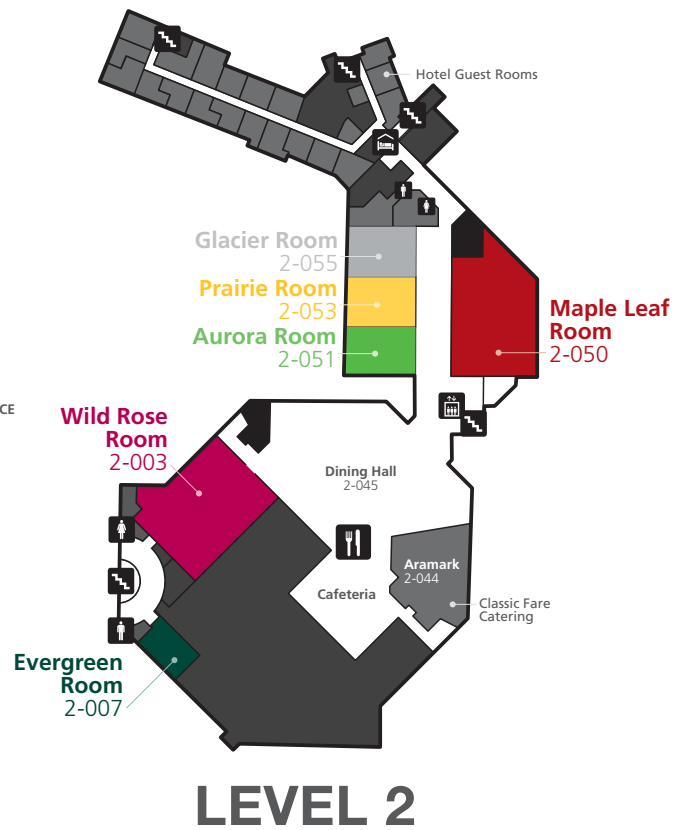 Hotel Guest Rooms
Glacier Room
2-055
Prairie Room
2-053
Aurora Room
2-051
Maple Leaf
Room
2-050
CE
Wild Rose
Room
2-003
Dining Hall
2-045
Aramark
2-044
Cafeteria
Classic Fare
Catering
Evergreen
Room
2-007
LEVEL 2